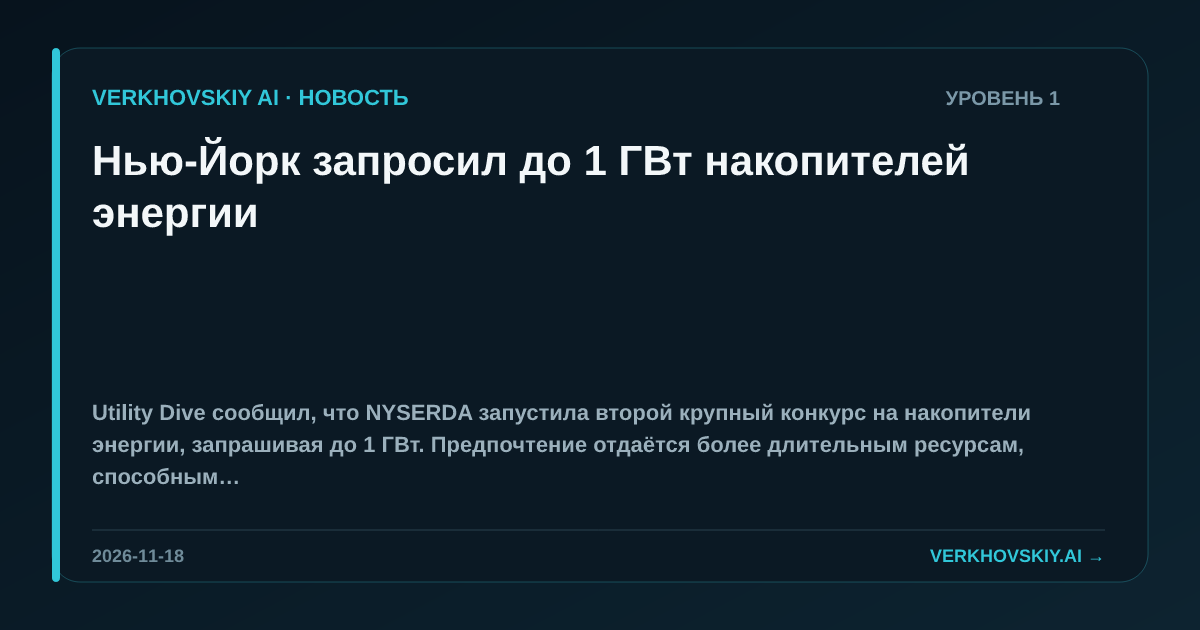 VERKHOVSKIY AI · НОВОСТЬ
УРОВЕНЬ 1
Нью-Йорк запросил до 1 ГВт накопителей
энергии
Utility Dive сообщил, что NYSERDA запустила второй крупный конкурс на накопители
энергии, запрашивая до 1 ГВт. Предпочтение отдаётся более длительным ресурсам,
способным…
2026-11-18
VERKHOVSKIY.AI →